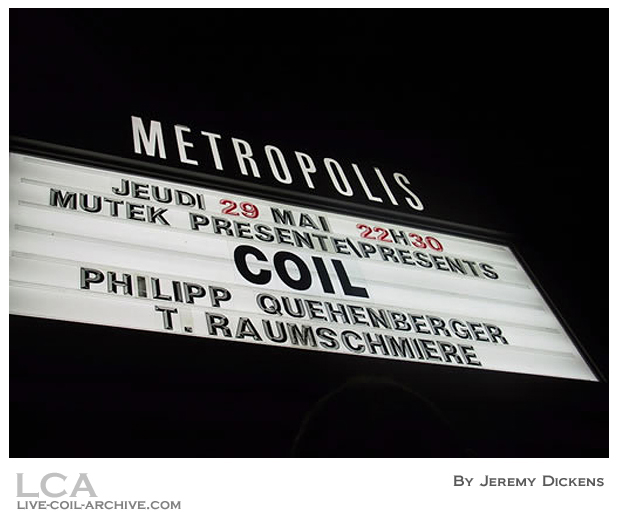 METROPOLIS
JEUDI 29 MAI 22H30
MUTEK PRESENTE\PRESENTS
COIL
PHILIPP QUEHENBERGER
T. RAUMSCHMIERE
LCA
LIVE-COIL-ARCHIVE.COM
BY JEREMY DICKENS